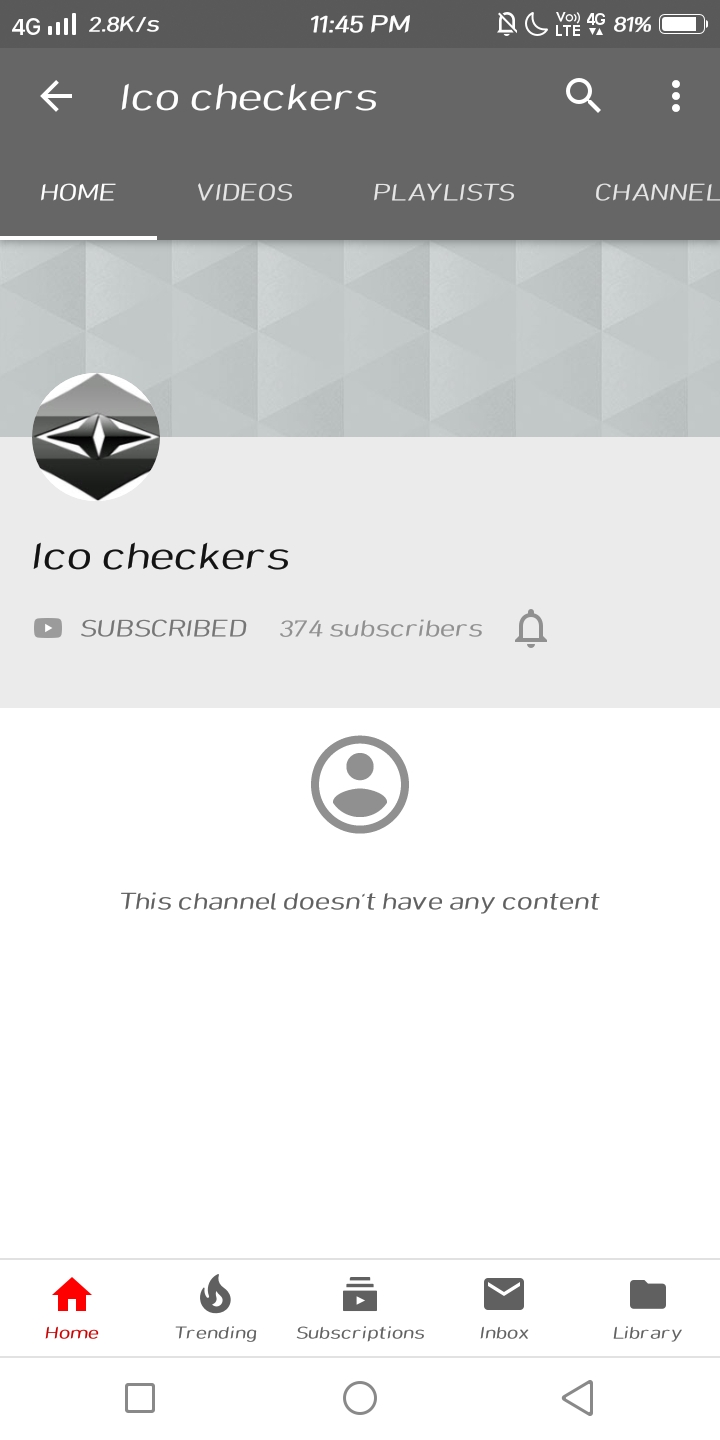 4G 2.8K/s 11:45 PM Vo)) LTE 4G 81%
Ico checkers
HOME VIDEOS PLAYLISTS CHANNEL
Ico checkers
SUBSCRIBED 374 subscribers
This channel doesn't have any content
Home Trending Subscriptions Inbox Library